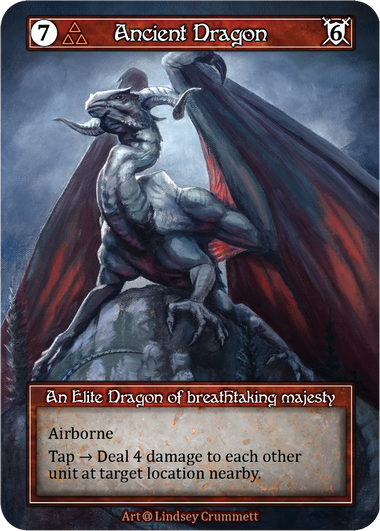 7 Ancient Dragon 6
An Elite Dragon of breathtaking majesty
Airborne
Tap → Deal 4 damage to each other
unit at target location nearby.
Art @ Lindsey Crummett